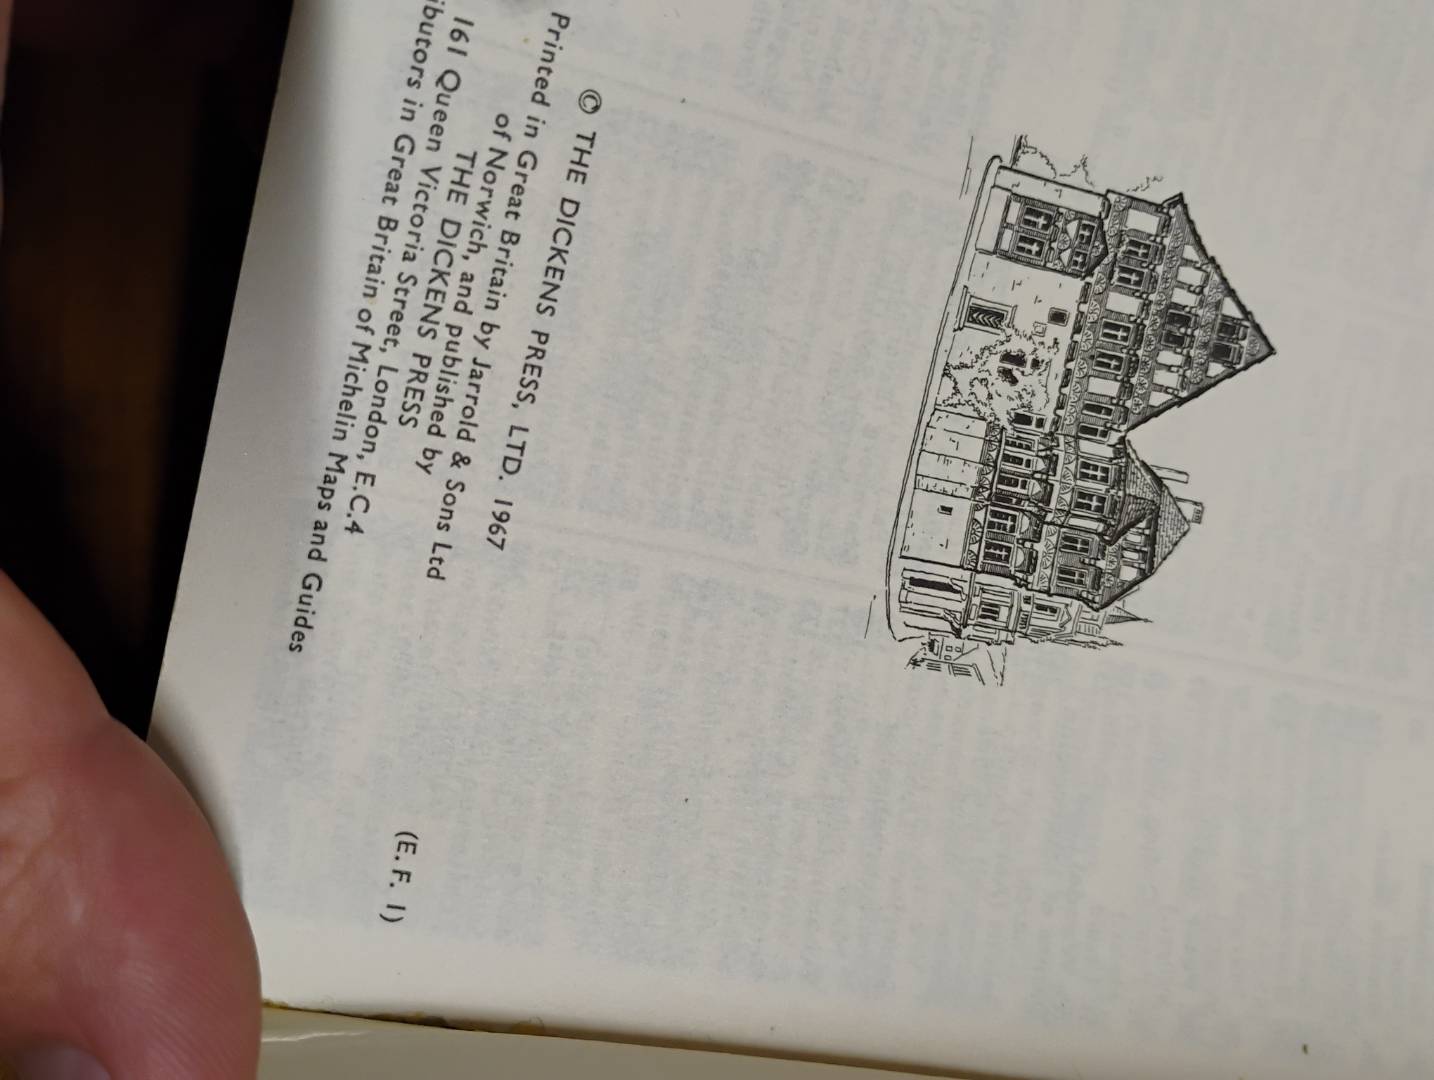 © THE DICKENS PRESS, LTD. 1967
Printed in Great Britain by Jarrold & Sons Ltd
of Norwich, and published by
THE DICKENS PRESS
161 Queen Victoria Street, London, E.C.4
ibutors in Great Britain of Michelin Maps and Guides
(E. F. 1)